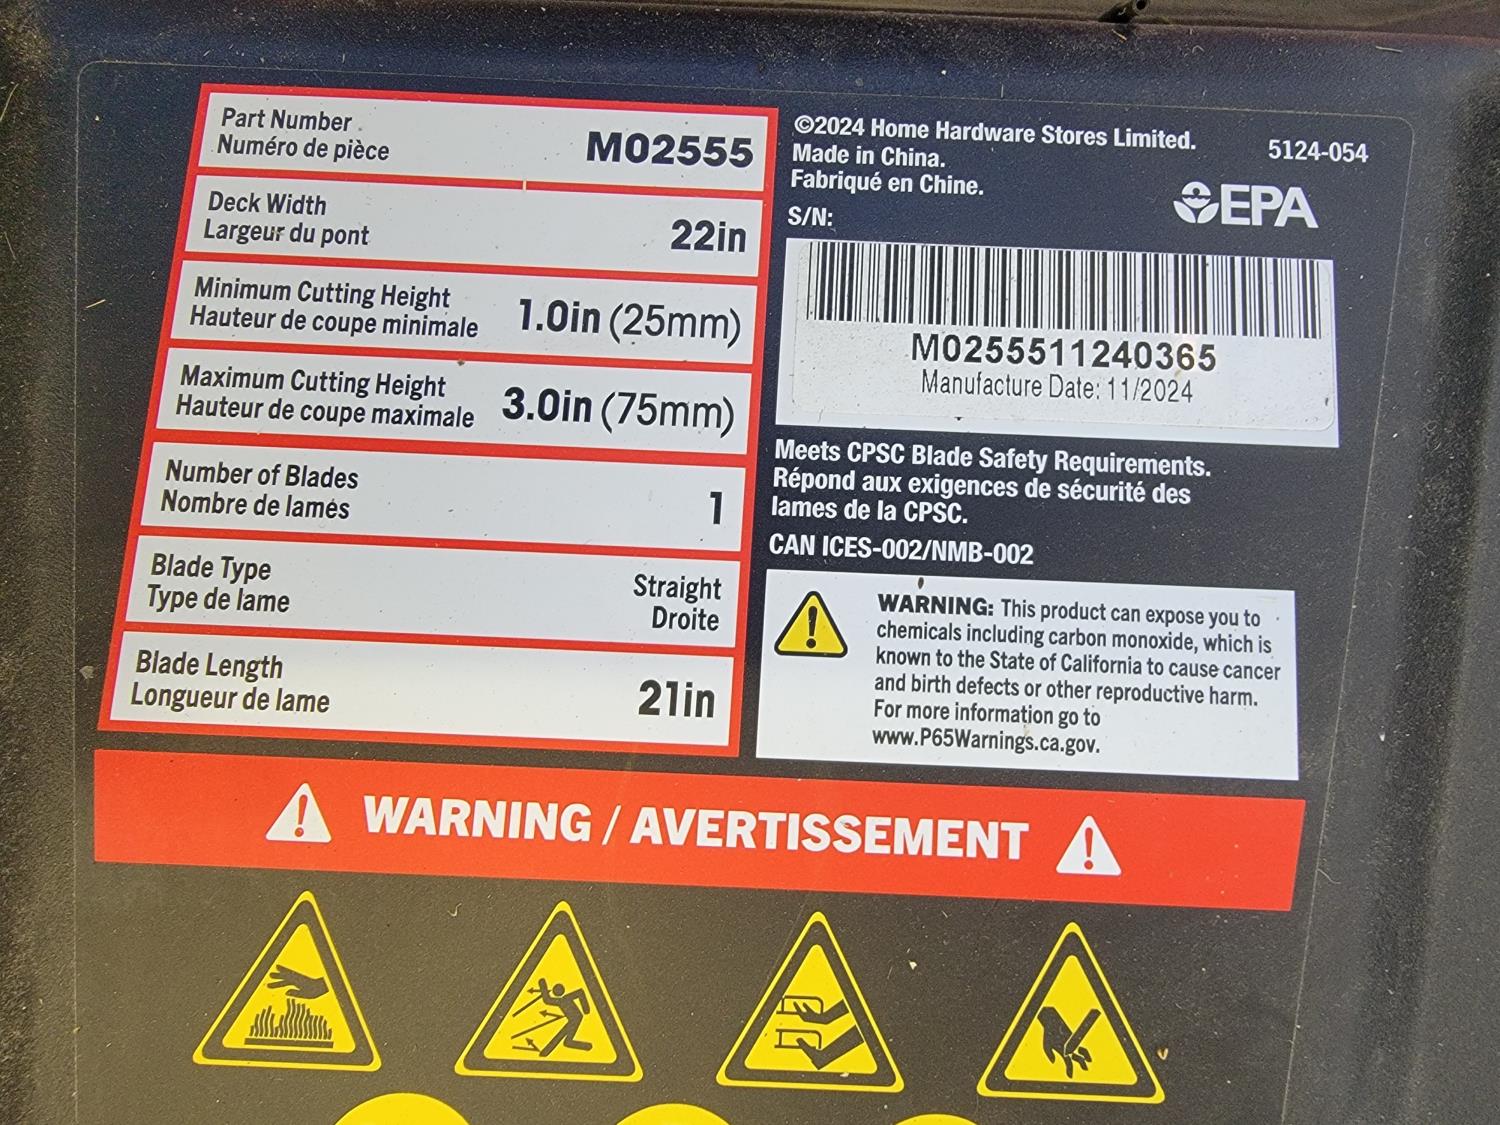 Part Number
Numéro de pièce
MO2555
Deck Width
Largeur du pont
22in
Minimum Cutting Height
Hauteur de coupe minimale
1.0in (25mm)
Maximum Cutting Height
Hauteur de coupe maximale
3.0in (75mm)
Number of Blades
Nombre de lames
1
Blade Type
Type de lame
Straight
Droite
Blade Length
Longueur de lame
21in
©2024 Home Hardware Stores Limited.
Made in China.
Fabriqué en Chine.
5124-054
EPA
S/N:
M0255511240365
Manufacture Date: 11/2024
Meets CPSC Blade Safety Requirements.
Répond aux exigences de sécurité des
lames de la CPSC.
CAN ICES-002/NMB-002
WARNING: This product can expose you to
chemicals including carbon monoxide, which is
known to the State of California to cause cancer
and birth defects or other reproductive harm.
For more information go to
www.P65Warnings.ca.gov.
WARNING / AVERTISSEMENT